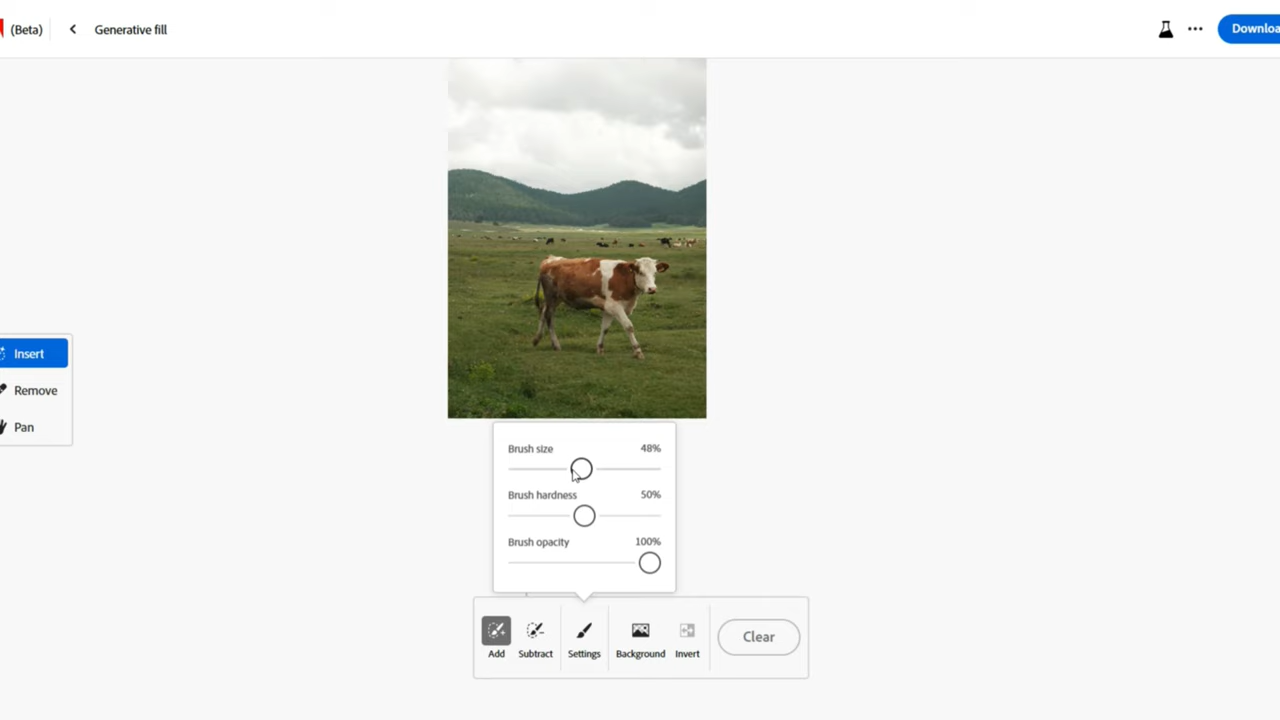 (Beta)
Generative fill
Downloa
Insert
Remove
Pan
Brush size 48%
Brush hardness 50%
Brush opacity 100%
Add Subtract Settings Background Invert Clear